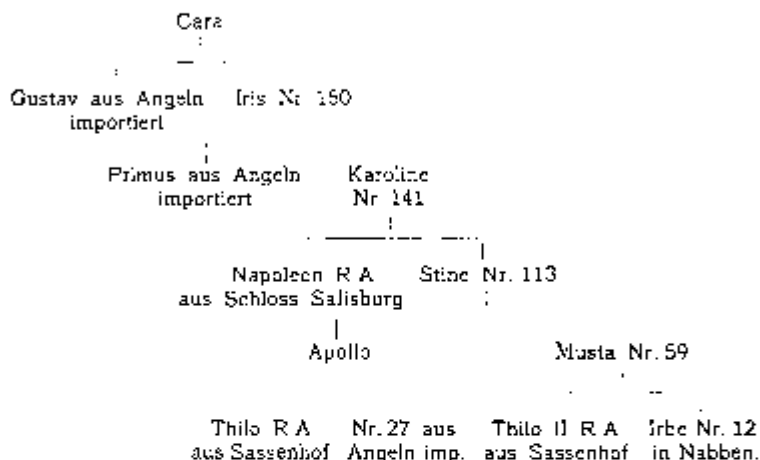 Cara
Gustav aus Angeln Iris Nr 160
importiert
Primus aus Angeln Karoline
importiert Nr 141
Napoleon R A Stine Nr. 113
aus Schloss Salisburg
Apollo Musta Nr. 59
Thilo R A Nr. 27 aus Thilo II R A Irbe Nr. 12
aus Sassenhof Angeln imp. aus Sassenhof in Nabben.